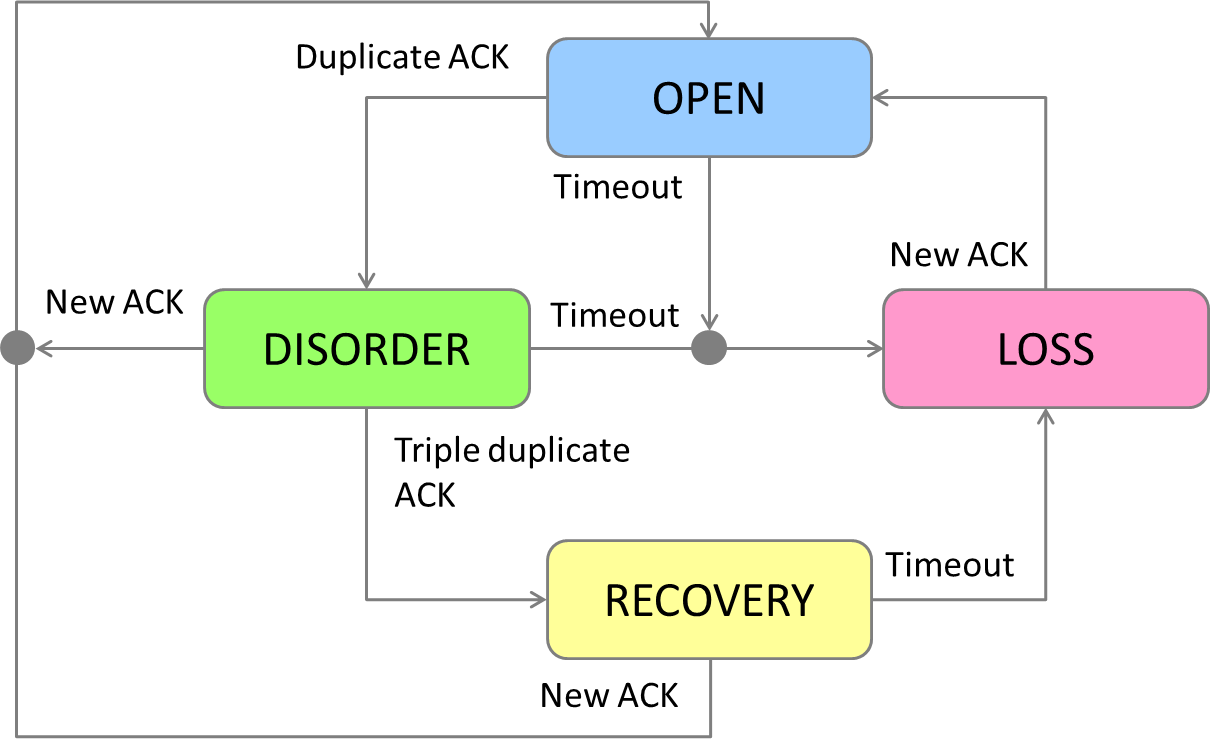 Duplicate ACK
OPEN
Timeout
New ACK
New ACK
DISORDER
Timeout
LOSS
Triple duplicate
ACK
Timeout
RECOVERY
New ACK